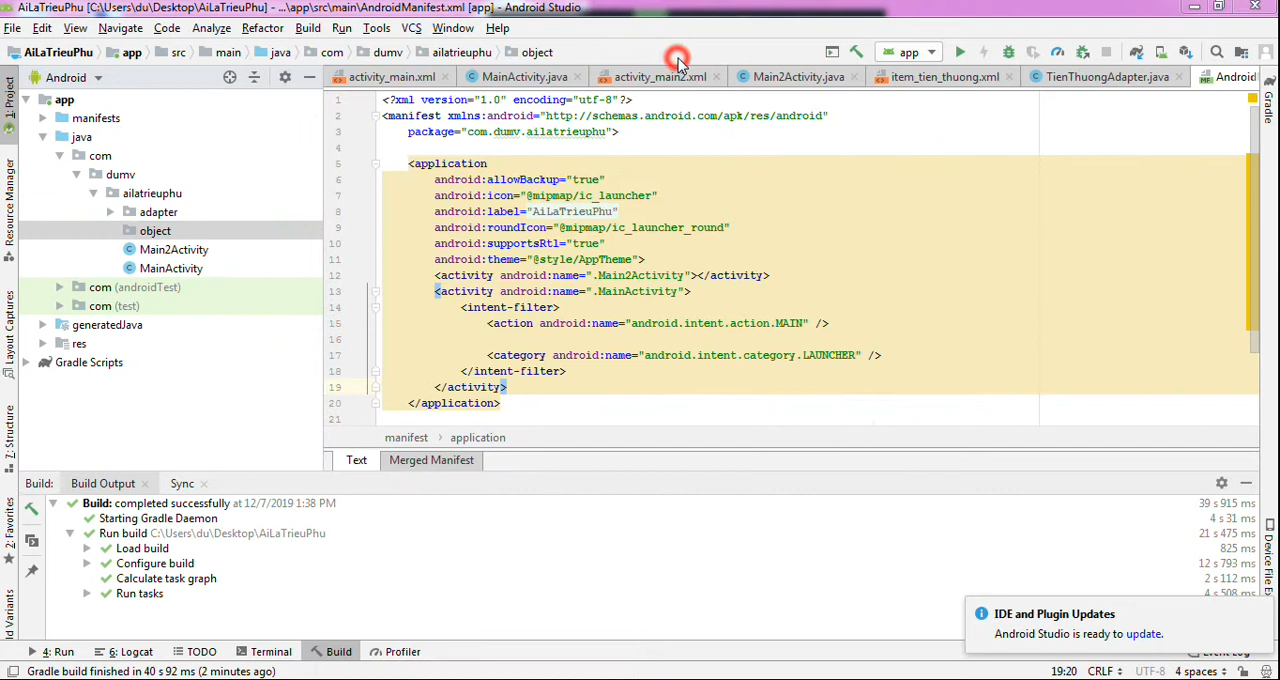 AiLaTrieuPhu [C:\Users\du\Desktop\AiLaTrieuPhu] - ...\app\src\main\AndroidManifest.xml [app] - Android Studio
File Edit View Navigate Code Analyze Refactor Build Run Tools VCS Window Help
AiLaTrieuPhu app src main java com dumv ailatrieuphu object app
Android activity_main.xml MainActivity.java activity_main2.xml Main2Activity.java item_tien_thuong.xml TienThuongAdapter.java Android
1: Project
Resource Manager
Layout Captures
7: Structure
2: Favorites
Gradle
app
manifests
java
com
dumv
ailatrieuphu
adapter
object
Main2Activity
MainActivity
com (androidTest)
com (test)
generatedJava
res
Gradle Scripts
1 <?xml version="1.0" encoding="utf-8"?>
2 <manifest xmlns:android="http://schemas.android.com/apk/res/android"
3 package="com.dumv.ailatrieuphu">
4
5 <application
6 android:allowBackup="true"
7 android:icon="@mipmap/ic_launcher"
8 android:label="AiLaTrieuPhu"
9 android:roundIcon="@mipmap/ic_launcher_round"
10 android:supportsRtl="true"
11 android:theme="@style/AppTheme">
12 <activity android:name=".Main2Activity"></activity>
13 <activity android:name=".MainActivity">
14 <intent-filter>
15 <action android:name="android.intent.action.MAIN" />
16
17 <category android:name="android.intent.category.LAUNCHER" />
18 </intent-filter>
19 </activity>
20 </application>
21
manifest › application
Text Merged Manifest
Build: Build Output Sync
Build: completed successfully at 12/7/2019 1:38 PM 39 s 915 ms
Starting Gradle Daemon 4 s 31 ms
Run build C:\Users\du\Desktop\AiLaTrieuPhu 21 s 475 ms
Load build 825 ms
Configure build 12 s 793 ms
Calculate task graph 2 s 112 ms
Run tasks 4 s 508 ms
IDE and Plugin Updates
Android Studio is ready to update.
4: Run 6: Logcat TODO Terminal Build Profiler
Gradle build finished in 40 s 92 ms (2 minutes ago) 19:20 CRLF UTF-8 4 spaces